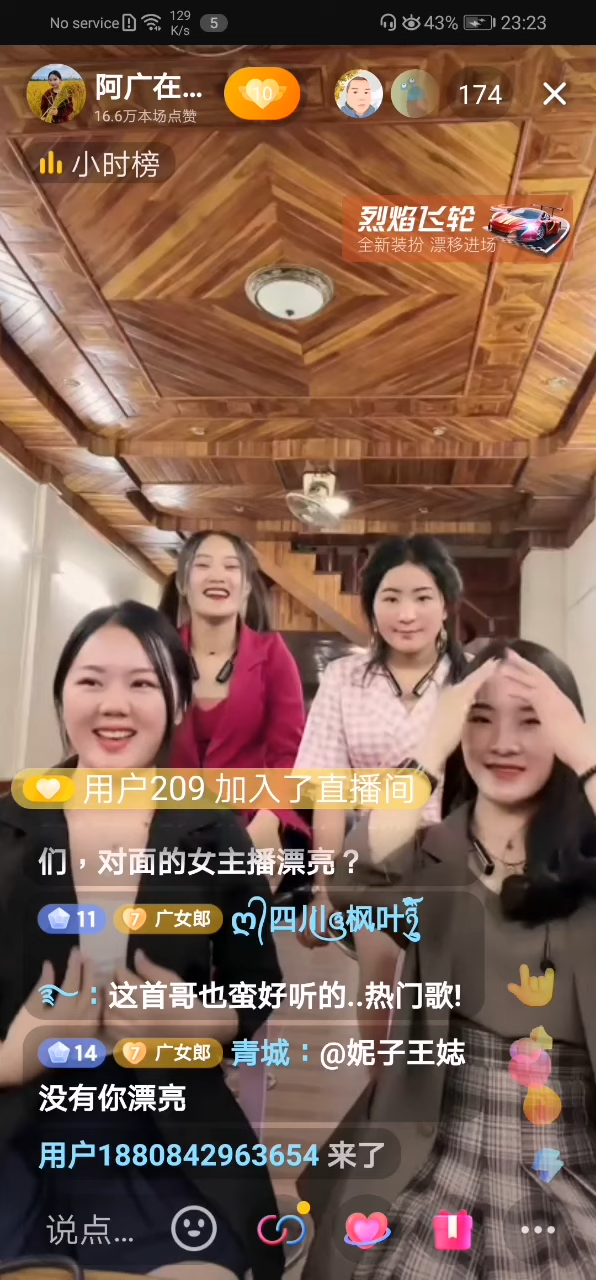 No service 129 K/s 5 43% 23:23
阿广在... 10 174
16.6万本场点赞
小时榜
烈焰飞轮
全新装扮 漂移进场
用户209 加入了直播间
们，对面的女主播漂亮？
11 7 广女郎 四川枫叶
：这首哥也蛮好听的..热门歌!
14 7 广女郎 青城：@妮子王娡
没有你漂亮
用户1880842963654 来了
说点...